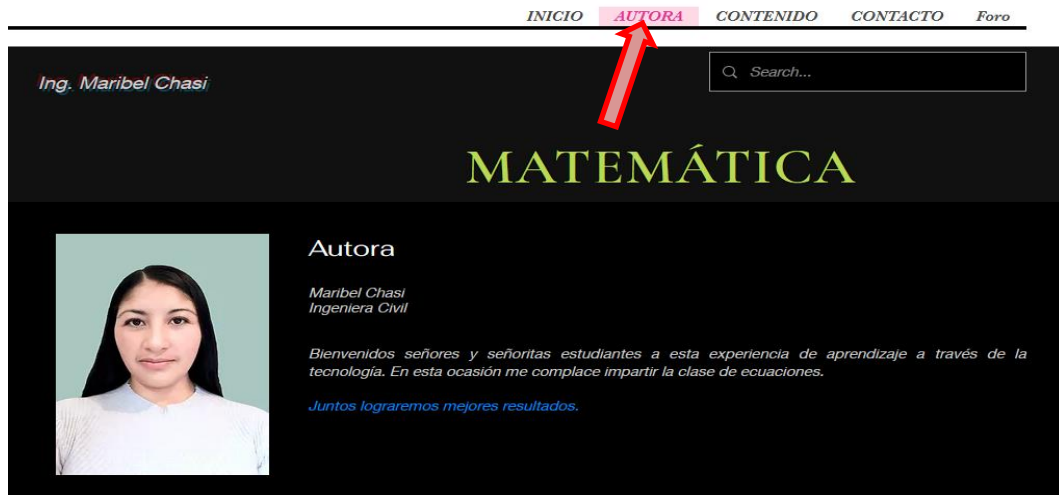 INICIO AUTORA CONTENIDO CONTACTO Foro
Ing. Maribel Chasi
Search...
MATEMÁTICA
Autora
Maribel Chasi
Ingeniera Civil
Bienvenidos señores y señoritas estudiantes a esta experiencia de aprendizaje a través de la
tecnología. En esta ocasión me complace impartir la clase de ecuaciones.
Juntos lograremos mejores resultados.